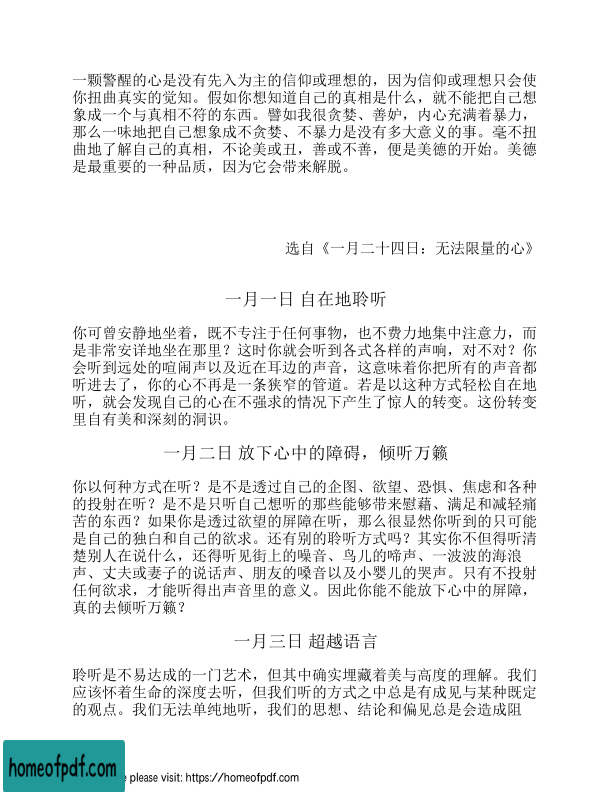 一颗警醒的心是没有先入为主的信仰或理想的，因为信仰或理想只会使
你扭曲真实的觉知。假如你想知道自己的真相是什么，就不能把自己想
象成一个与真相不符的东西。譬如我很贪婪、善妒，内心充满着暴力，
那么一味地把自己想象成不贪婪、不暴力是没有多大意义的事。毫不扭
曲地了解自己的真相，不论美或丑，善或不善，便是美德的开始。美德
是最重要的一种品质，因为它会带来解脱。
选自《一月二十四日：无法限量的心》
一月一日 自在地聆听
你可曾安静地坐着，既不专注于任何事物，也不费力地集中注意力，而
是非常安详地坐在那里？这时你就会听到各式各样的声响，对不对？你
会听到远处的喧闹声以及近在耳边的声音，这意味着你把所有的声音都
听进去了，你的心不再是一条狭窄的管道。若是以这种方式轻松自在地
听，就会发现自己的心在不强求的情况下产生了惊人的转变。这份转变
里自有美和深刻的洞识。
一月二日 放下心中的障碍，倾听万籁
你以何种方式在听？是不是透过自己的企图、欲望、恐惧、焦虑和各种
的投射在听？是不是只听自己想听的那些能够带来慰藉、满足和减轻痛
苦的东西？如果你是透过欲望的屏障在听，那么很显然你听到的只可能
是自己的独白和自己的欲求。还有别的聆听方式吗？其实你不但得听清
楚别人在说什么，还得听见街上的噪音、鸟儿的啼声、一波波的海浪
声、丈夫或妻子的说话声、朋友的嗓音以及小婴儿的哭声。只有不投射
任何欲求，才能听得出声音里的意义。因此你能不能放下心中的屏障，
真的去倾听万籁？
一月三日 超越语言
聆听是不易达成的一门艺术，但其中确实埋藏着美与高度的理解。我们
应该怀着生命的深度去听，但我们听的方式之中总是有成见与某种既定
的观点。我们无法单纯地听，我们的思想、结论和偏见总是会造成阻
homeofpdf.com
e please visit: https://homeofpdf.com